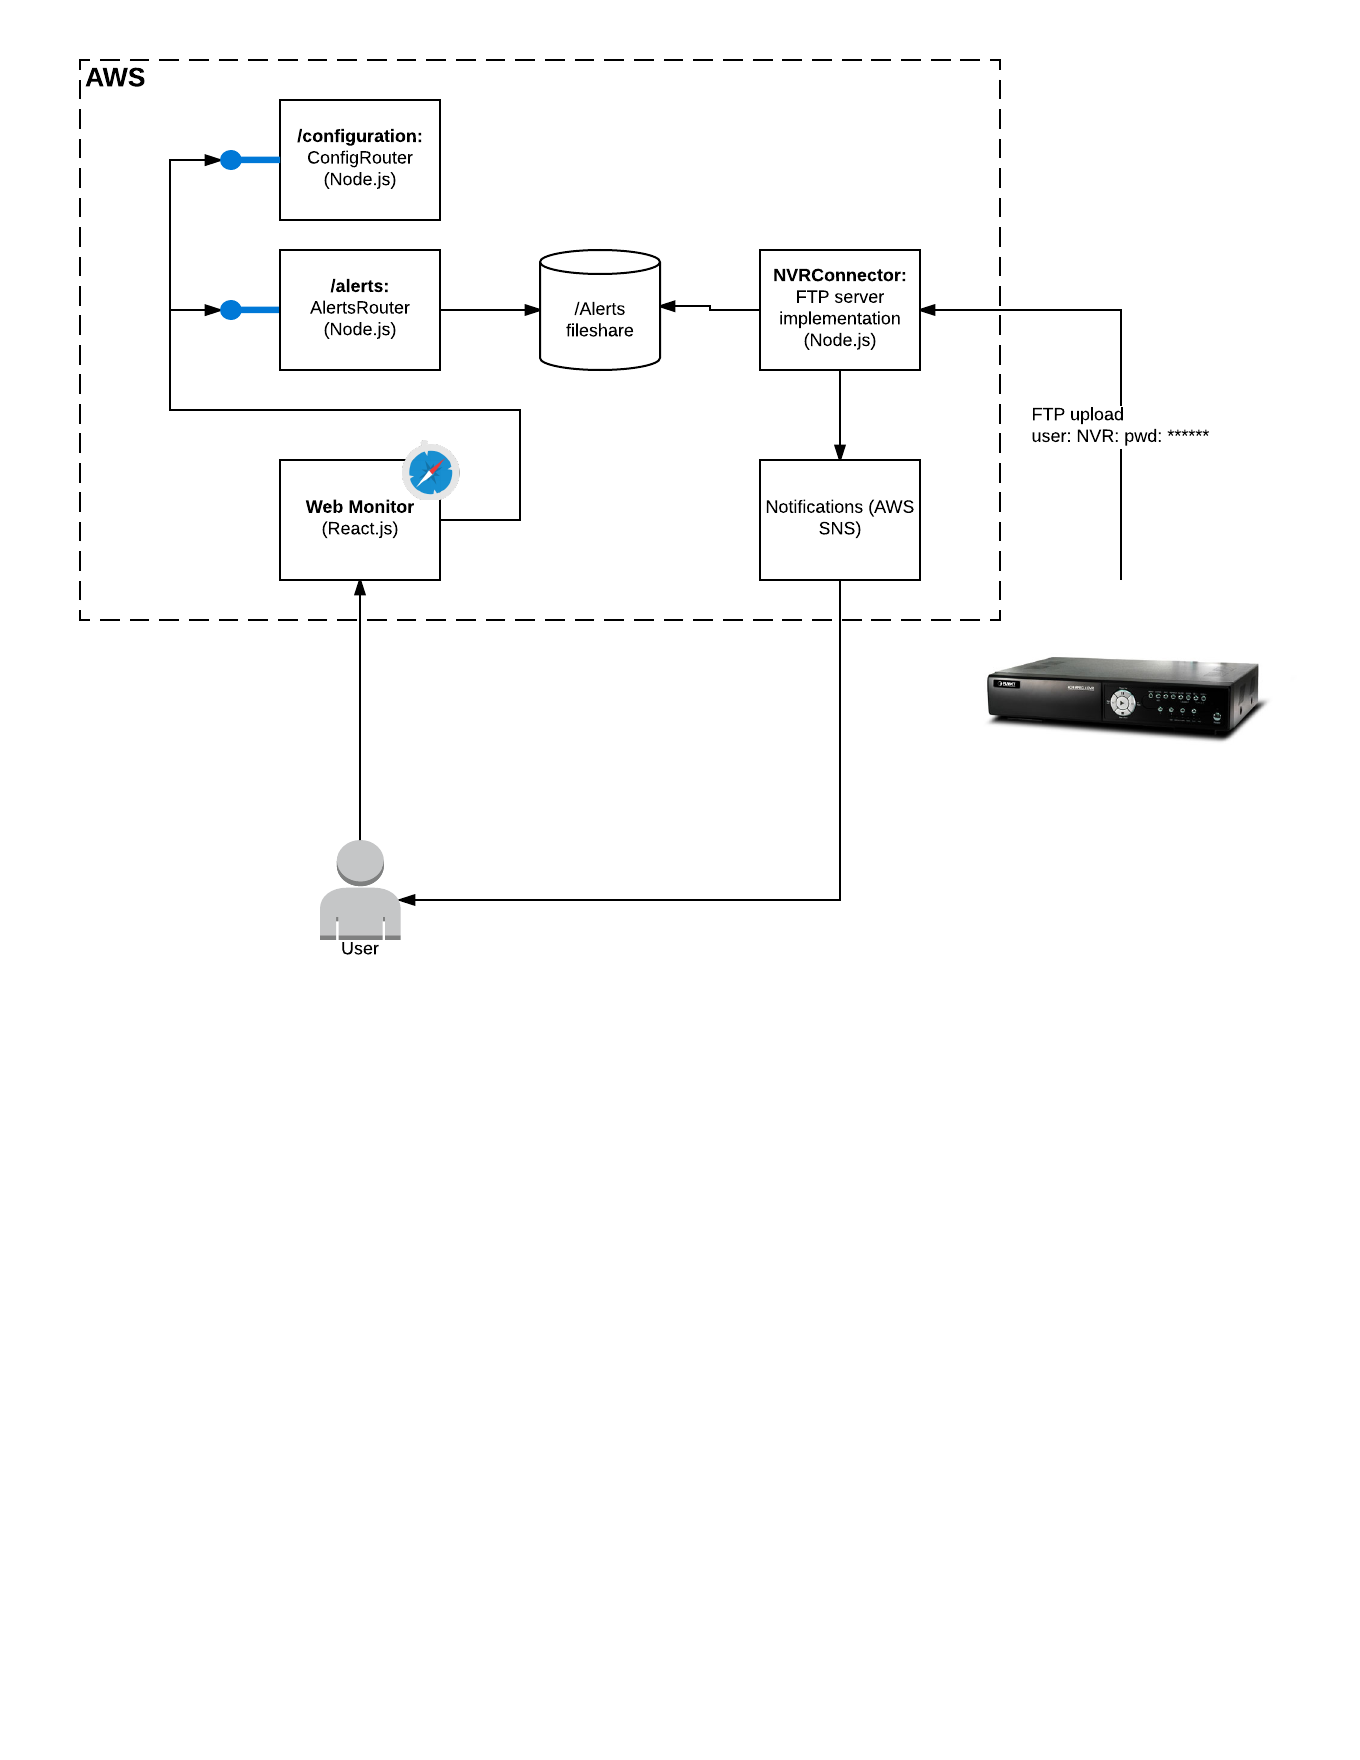 AWS
/configuration:
ConfigRouter
(Node.js)
/alerts:
AlertsRouter
(Node.js)
/Alerts
fileshare
NVRConnector:
FTP server
implementation
(Node.js)
FTP upload
user: NVR: pwd: ******
Web Monitor
(React.js)
Notifications (AWS
SNS)
User